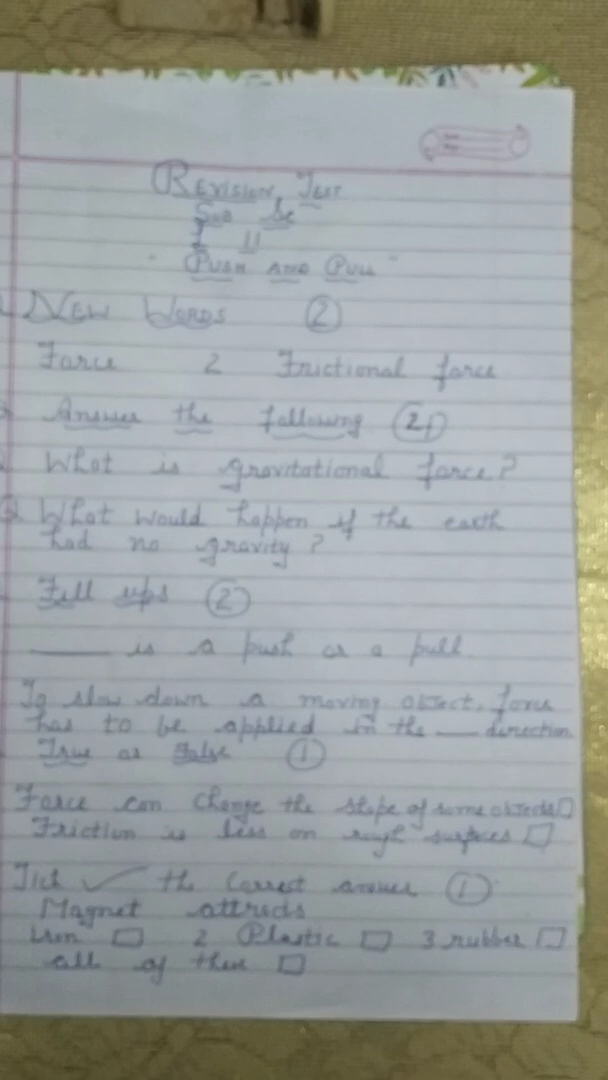 Revision Test
Sub Sc
"Push and Pull"
New Words 2
Force 2 Frictional force
Answer the following 2
What is gravitational force?
Q What would happen if the earth
had no gravity?
Fill ups 2
____ is a push or a pull
To slow down a moving object, force
has to be applied in the ___ direction
True or False 1
Force can change the shape of some objects □
Friction is less on rough surfaces □
Tick ✓ the correct answer 1
Magnet attracts
Iron □ 2 Plastic □ 3 rubber □
all of these □